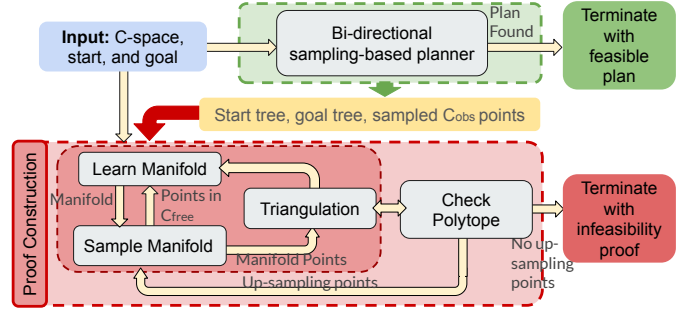 Input: C-space,
start, and goal
Bi-directional
sampling-based planner
Plan
Found
Terminate
with
feasible
plan
Start tree, goal tree, sampled Cobs points
Proof Construction
Learn Manifold
Manifold
Points in
Cfree
Sample Manifold
Triangulation
Manifold Points
Check
Polytope
Up-sampling points
No up-
sampling
points
Terminate
with
infeasibility
proof